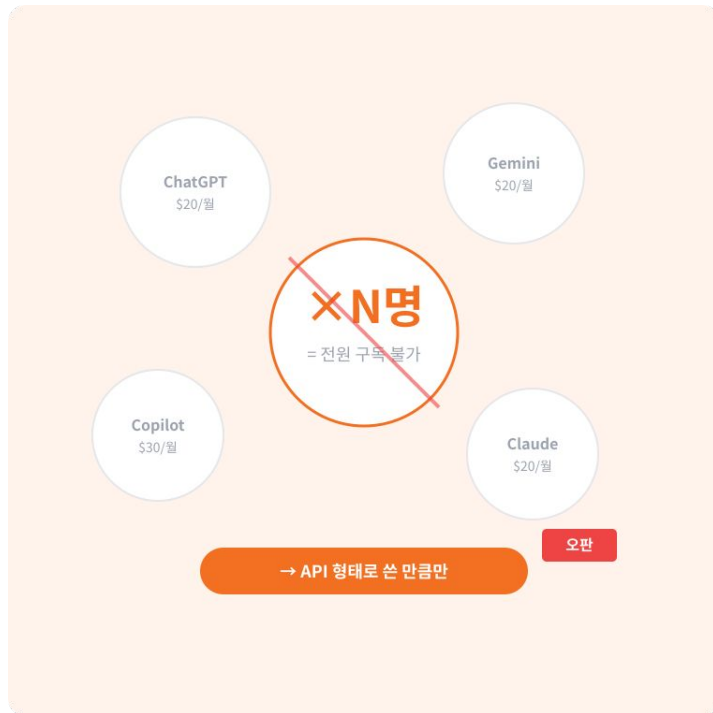 ChatGPT
$20/월
Gemini
$20/월
×N명
= 전원 구독 불가
Copilot
$30/월
Claude
$20/월
오판
→ API 형태로 쓴 만큼만